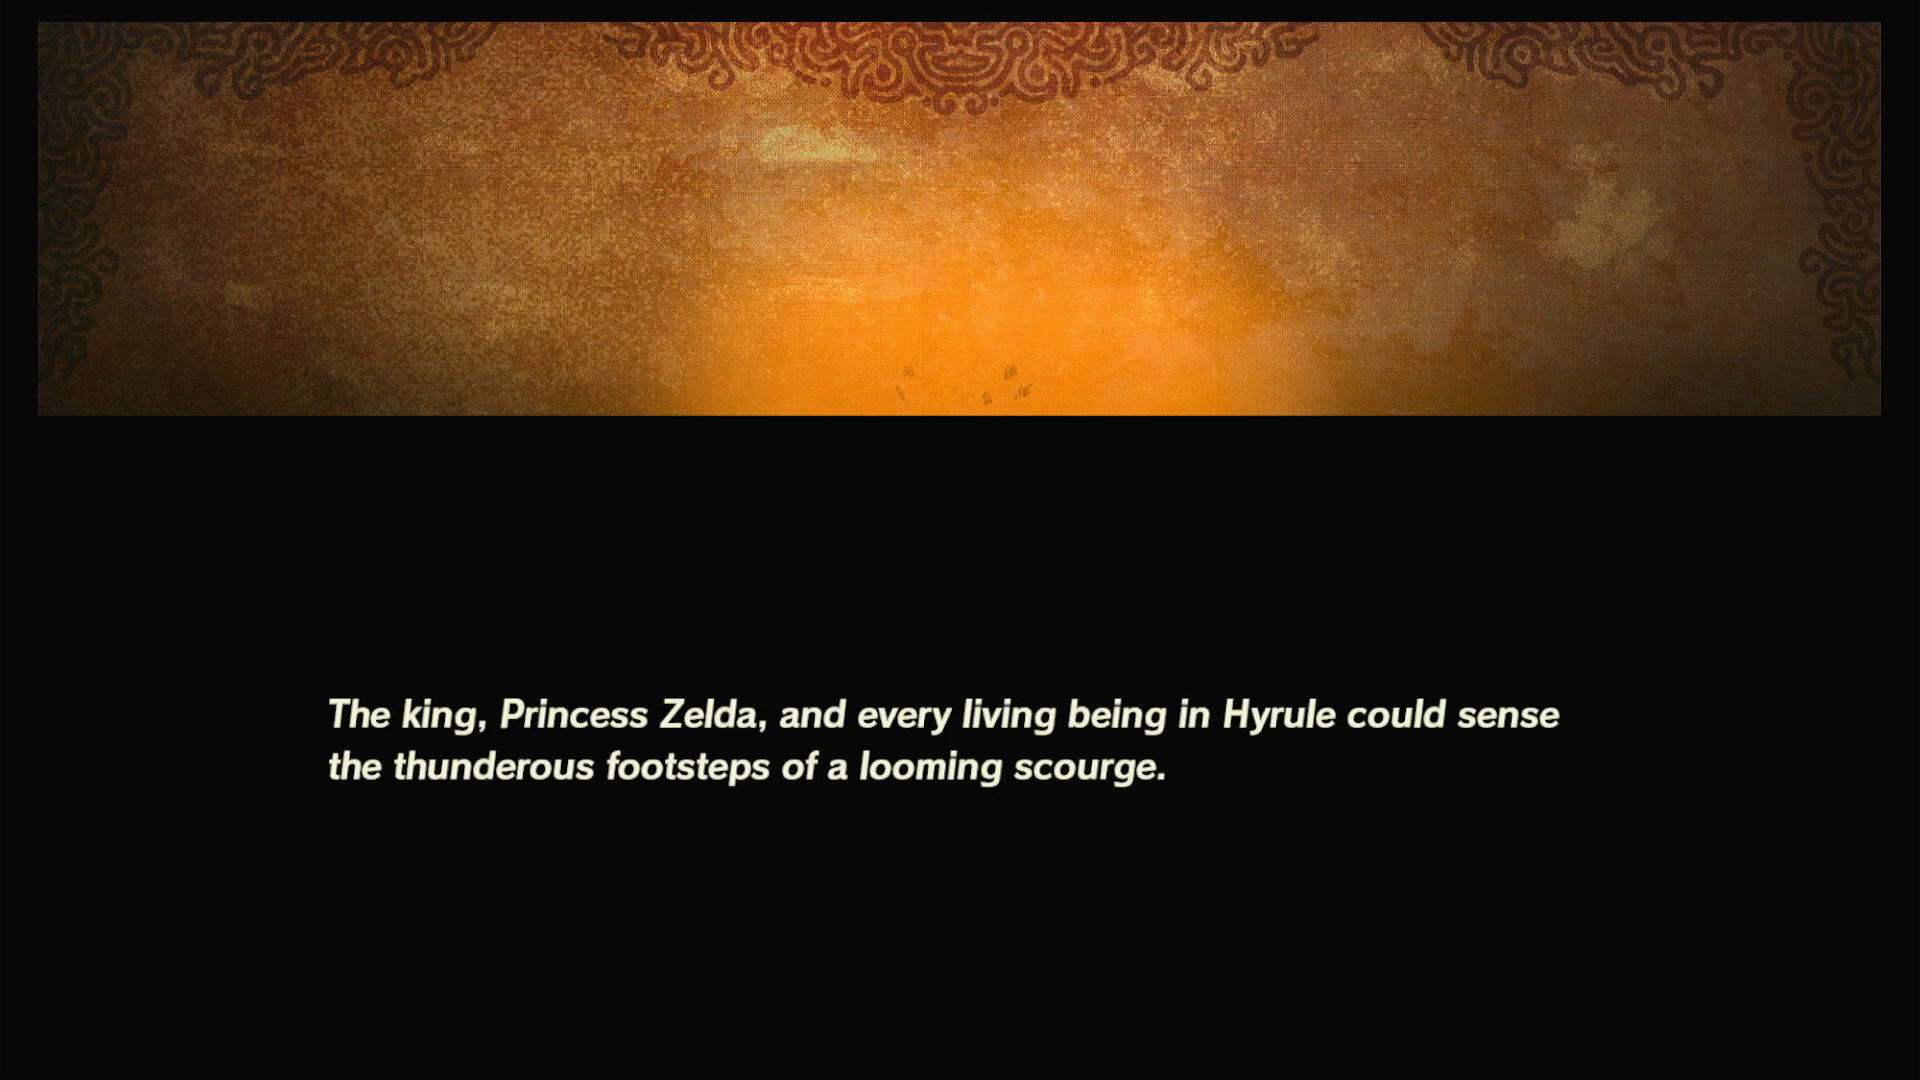 The king, Princess Zelda, and every living being in Hyrule could sense
the thunderous footsteps of a looming scourge.